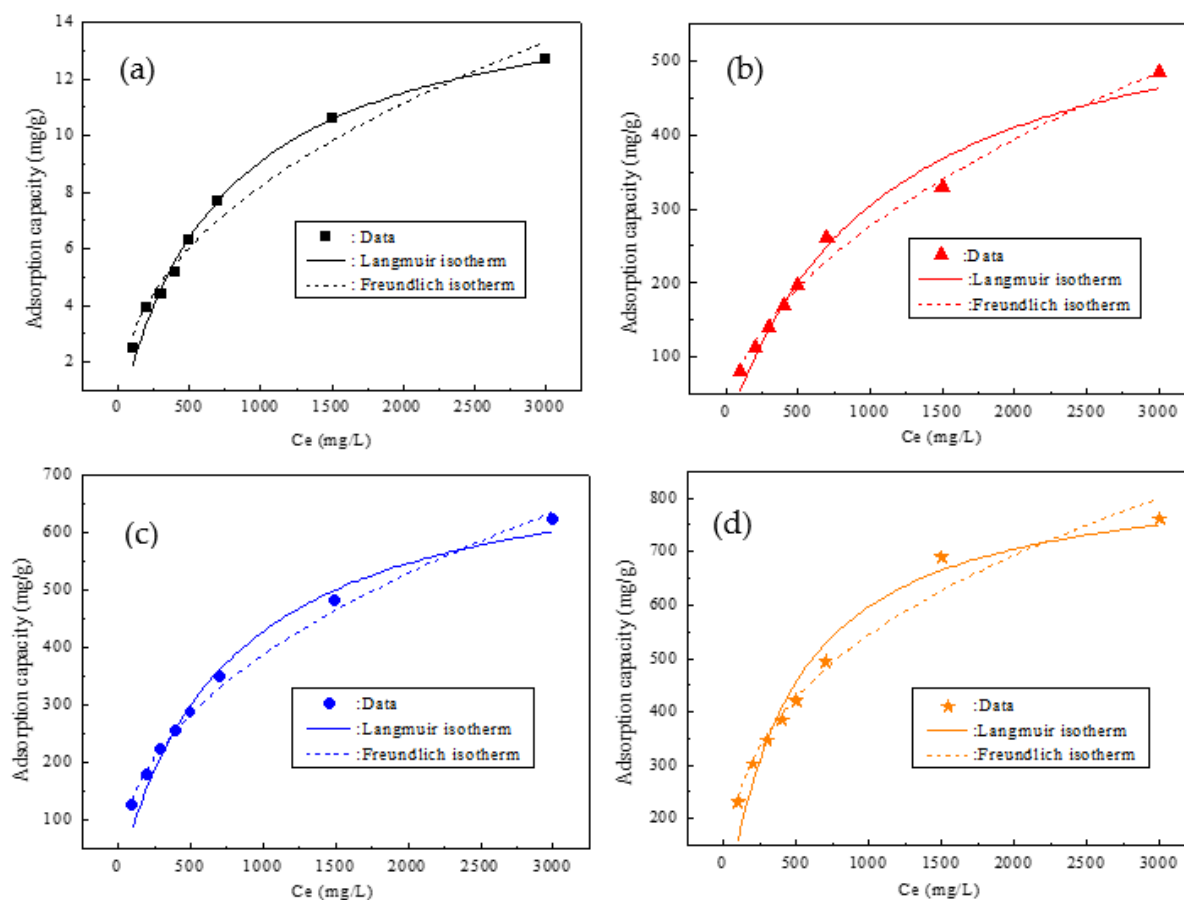 (a)
Adsorption capacity (mg/g)
14
12
10
8
6
4
2
: Data
: Langmuir isotherm
: Freundlich isotherm
0 500 1000 1500 2000 2500 3000
Ce (mg/L)
(b)
Adsorption capacity (mg/g)
500
400
300
200
100
:Data
:Langmuir isotherm
:Freundlich isotherm
0 500 1000 1500 2000 2500 3000
Ce (mg/L)
(c)
Adsorption capacity (mg/g)
700
600
500
400
300
200
100
:Data
:Langmuir isotherm
:Freundlich isotherm
0 500 1000 1500 2000 2500 3000
Ce (mg/L)
(d)
Adsorption capacity (mg/g)
800
700
600
500
400
300
200
:Data
:Langmuir isotherm
:Freundlich isotherm
0 500 1000 1500 2000 2500 3000
Ce (mg/L)